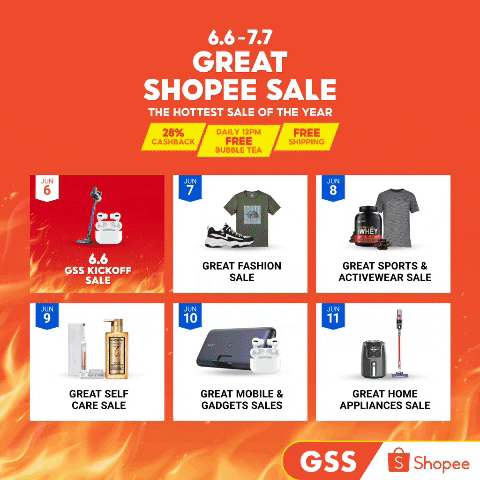 6.6-7.7
GREAT
SHOPEE SALE
THE HOTTEST SALE OF THE YEAR
28%
CASHBACK
DAILY 12PM
FREE
BUBBLE TEA
FREE
SHIPPING
JUN
6
6.6
GSS KICKOFF
SALE
JUN
7
GREAT FASHION
SALE
JUN
8
WHEY
GREAT SPORTS &
ACTIVEWEAR SALE
JUN
9
GREAT SELF
CARE SALE
JUN
10
GREAT MOBILE &
GADGETS SALES
JUN
11
GREAT HOME
APPLIANCES SALE
GSS
S Shopee